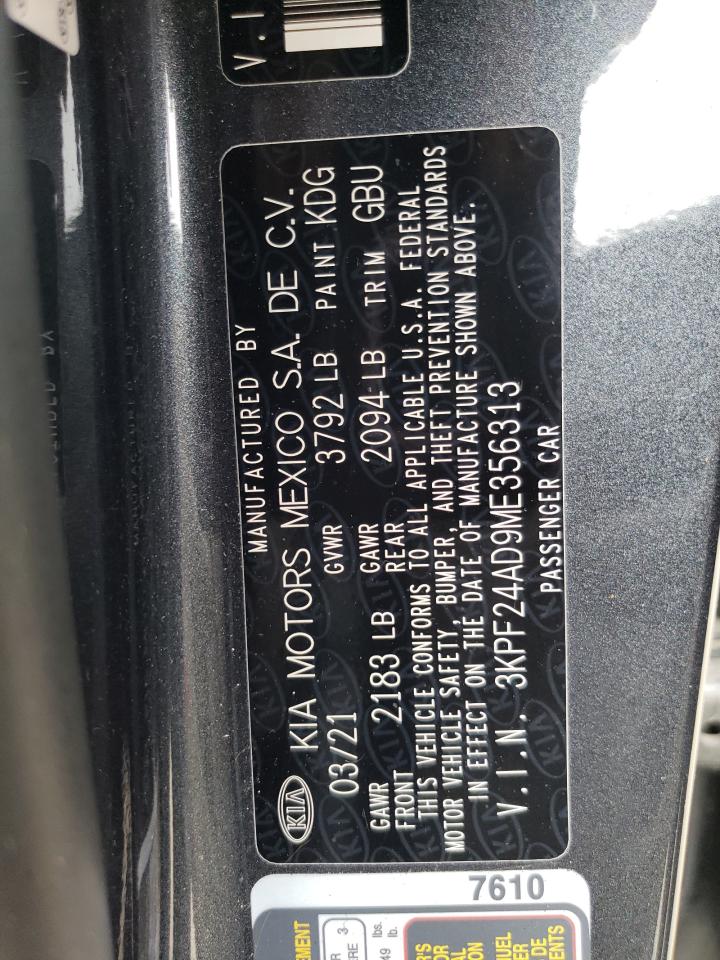 V.I
MANUFACTURED BY
KIA KIA MOTORS MEXICO S.A. DE C.V.
03/21 GVWR 3792 LB PAINT KDG
GAWR FRONT 2183 LB GAWR REAR 2094 LB TRIM GBU
THIS VEHICLE CONFORMS TO ALL APPLICABLE U.S.A. FEDERAL
MOTOR VEHICLE SAFETY, BUMPER, AND THEFT PREVENTION STANDARDS
IN EFFECT ON THE DATE OF MANUFACTURE SHOWN ABOVE.
V.I.N. 3KPF24AD9ME356313
PASSENGER CAR
7610